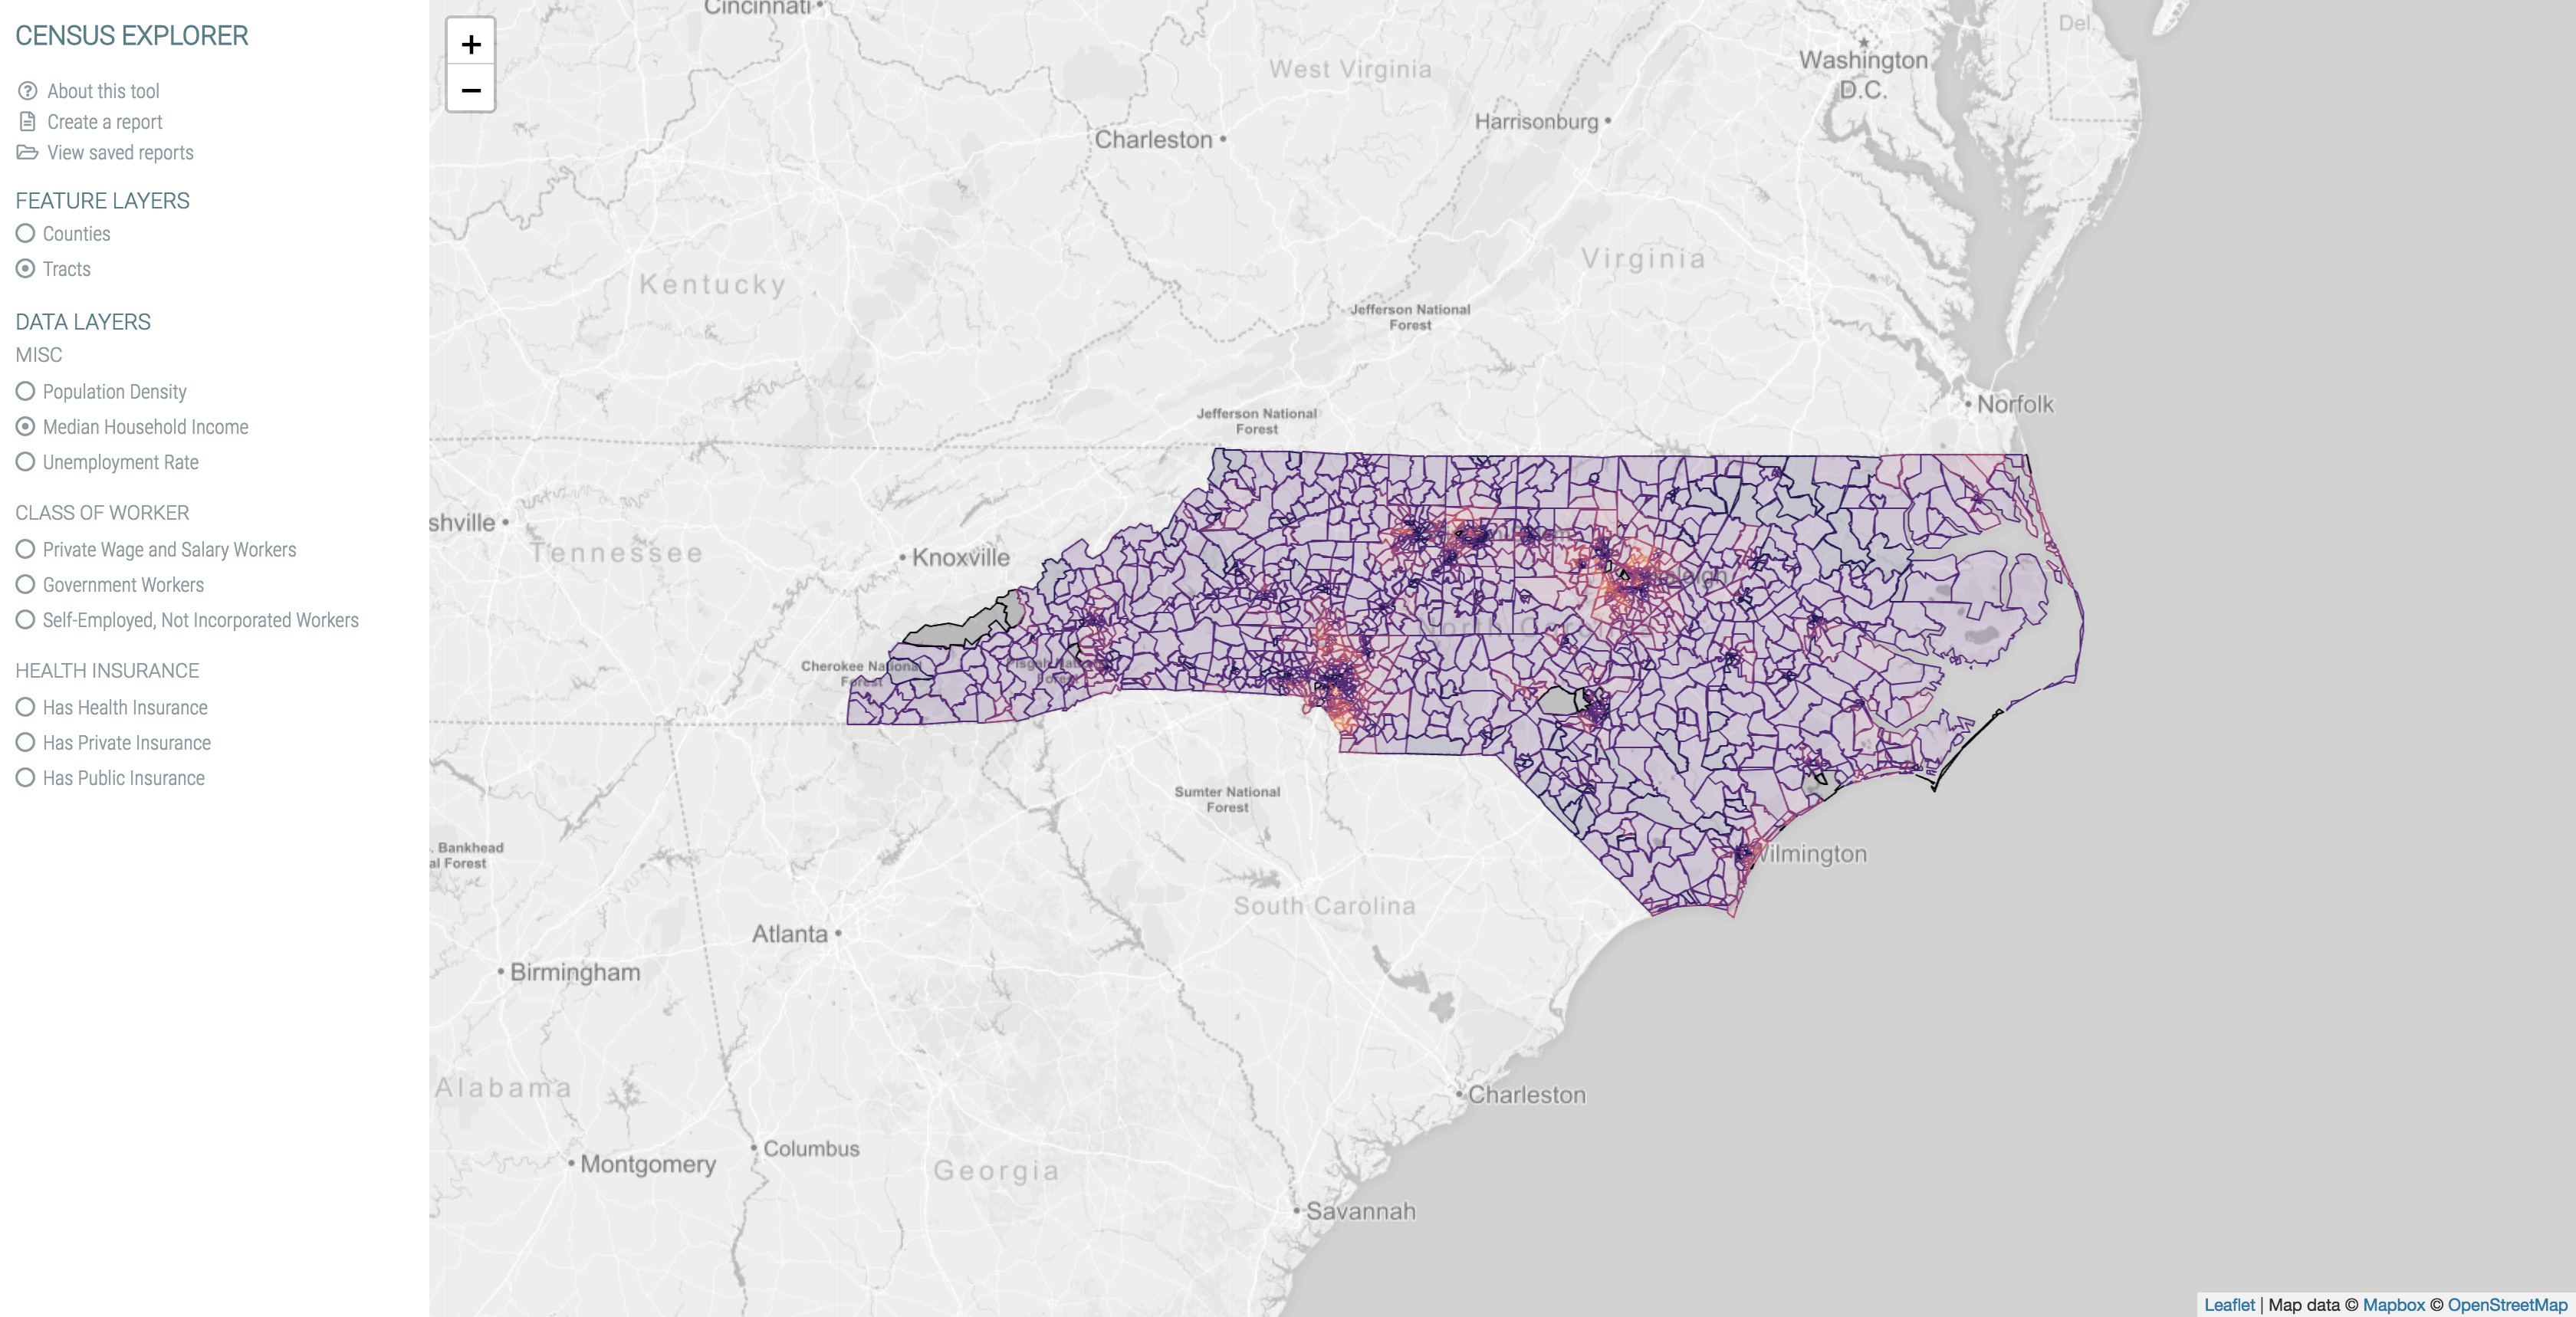 CENSUS EXPLORER
About this tool
Create a report
View saved reports
FEATURE LAYERS
Counties
Tracts
DATA LAYERS
MISC
Population Density
Median Household Income
Unemployment Rate
CLASS OF WORKER
Private Wage and Salary Workers
Government Workers
Self-Employed, Not Incorporated Workers
HEALTH INSURANCE
Has Health Insurance
Has Private Insurance
Has Public Insurance
+
−
Cincinnati
West Virginia
Washington
D.C.
Del.
Charleston
Harrisonburg
Kentucky
Virginia
Jefferson National
Forest
Jefferson National
Forest
Norfolk
shville
Tennessee
Knoxville
North Carolina
Cherokee National
Forest
Pisgah National
Forest
Sumter National
Forest
Wilmington
. Bankhead
al Forest
South Carolina
Atlanta
Birmingham
Alabama
Charleston
Columbus
Montgomery
Georgia
Savannah
Leaflet | Map data © Mapbox © OpenStreetMap